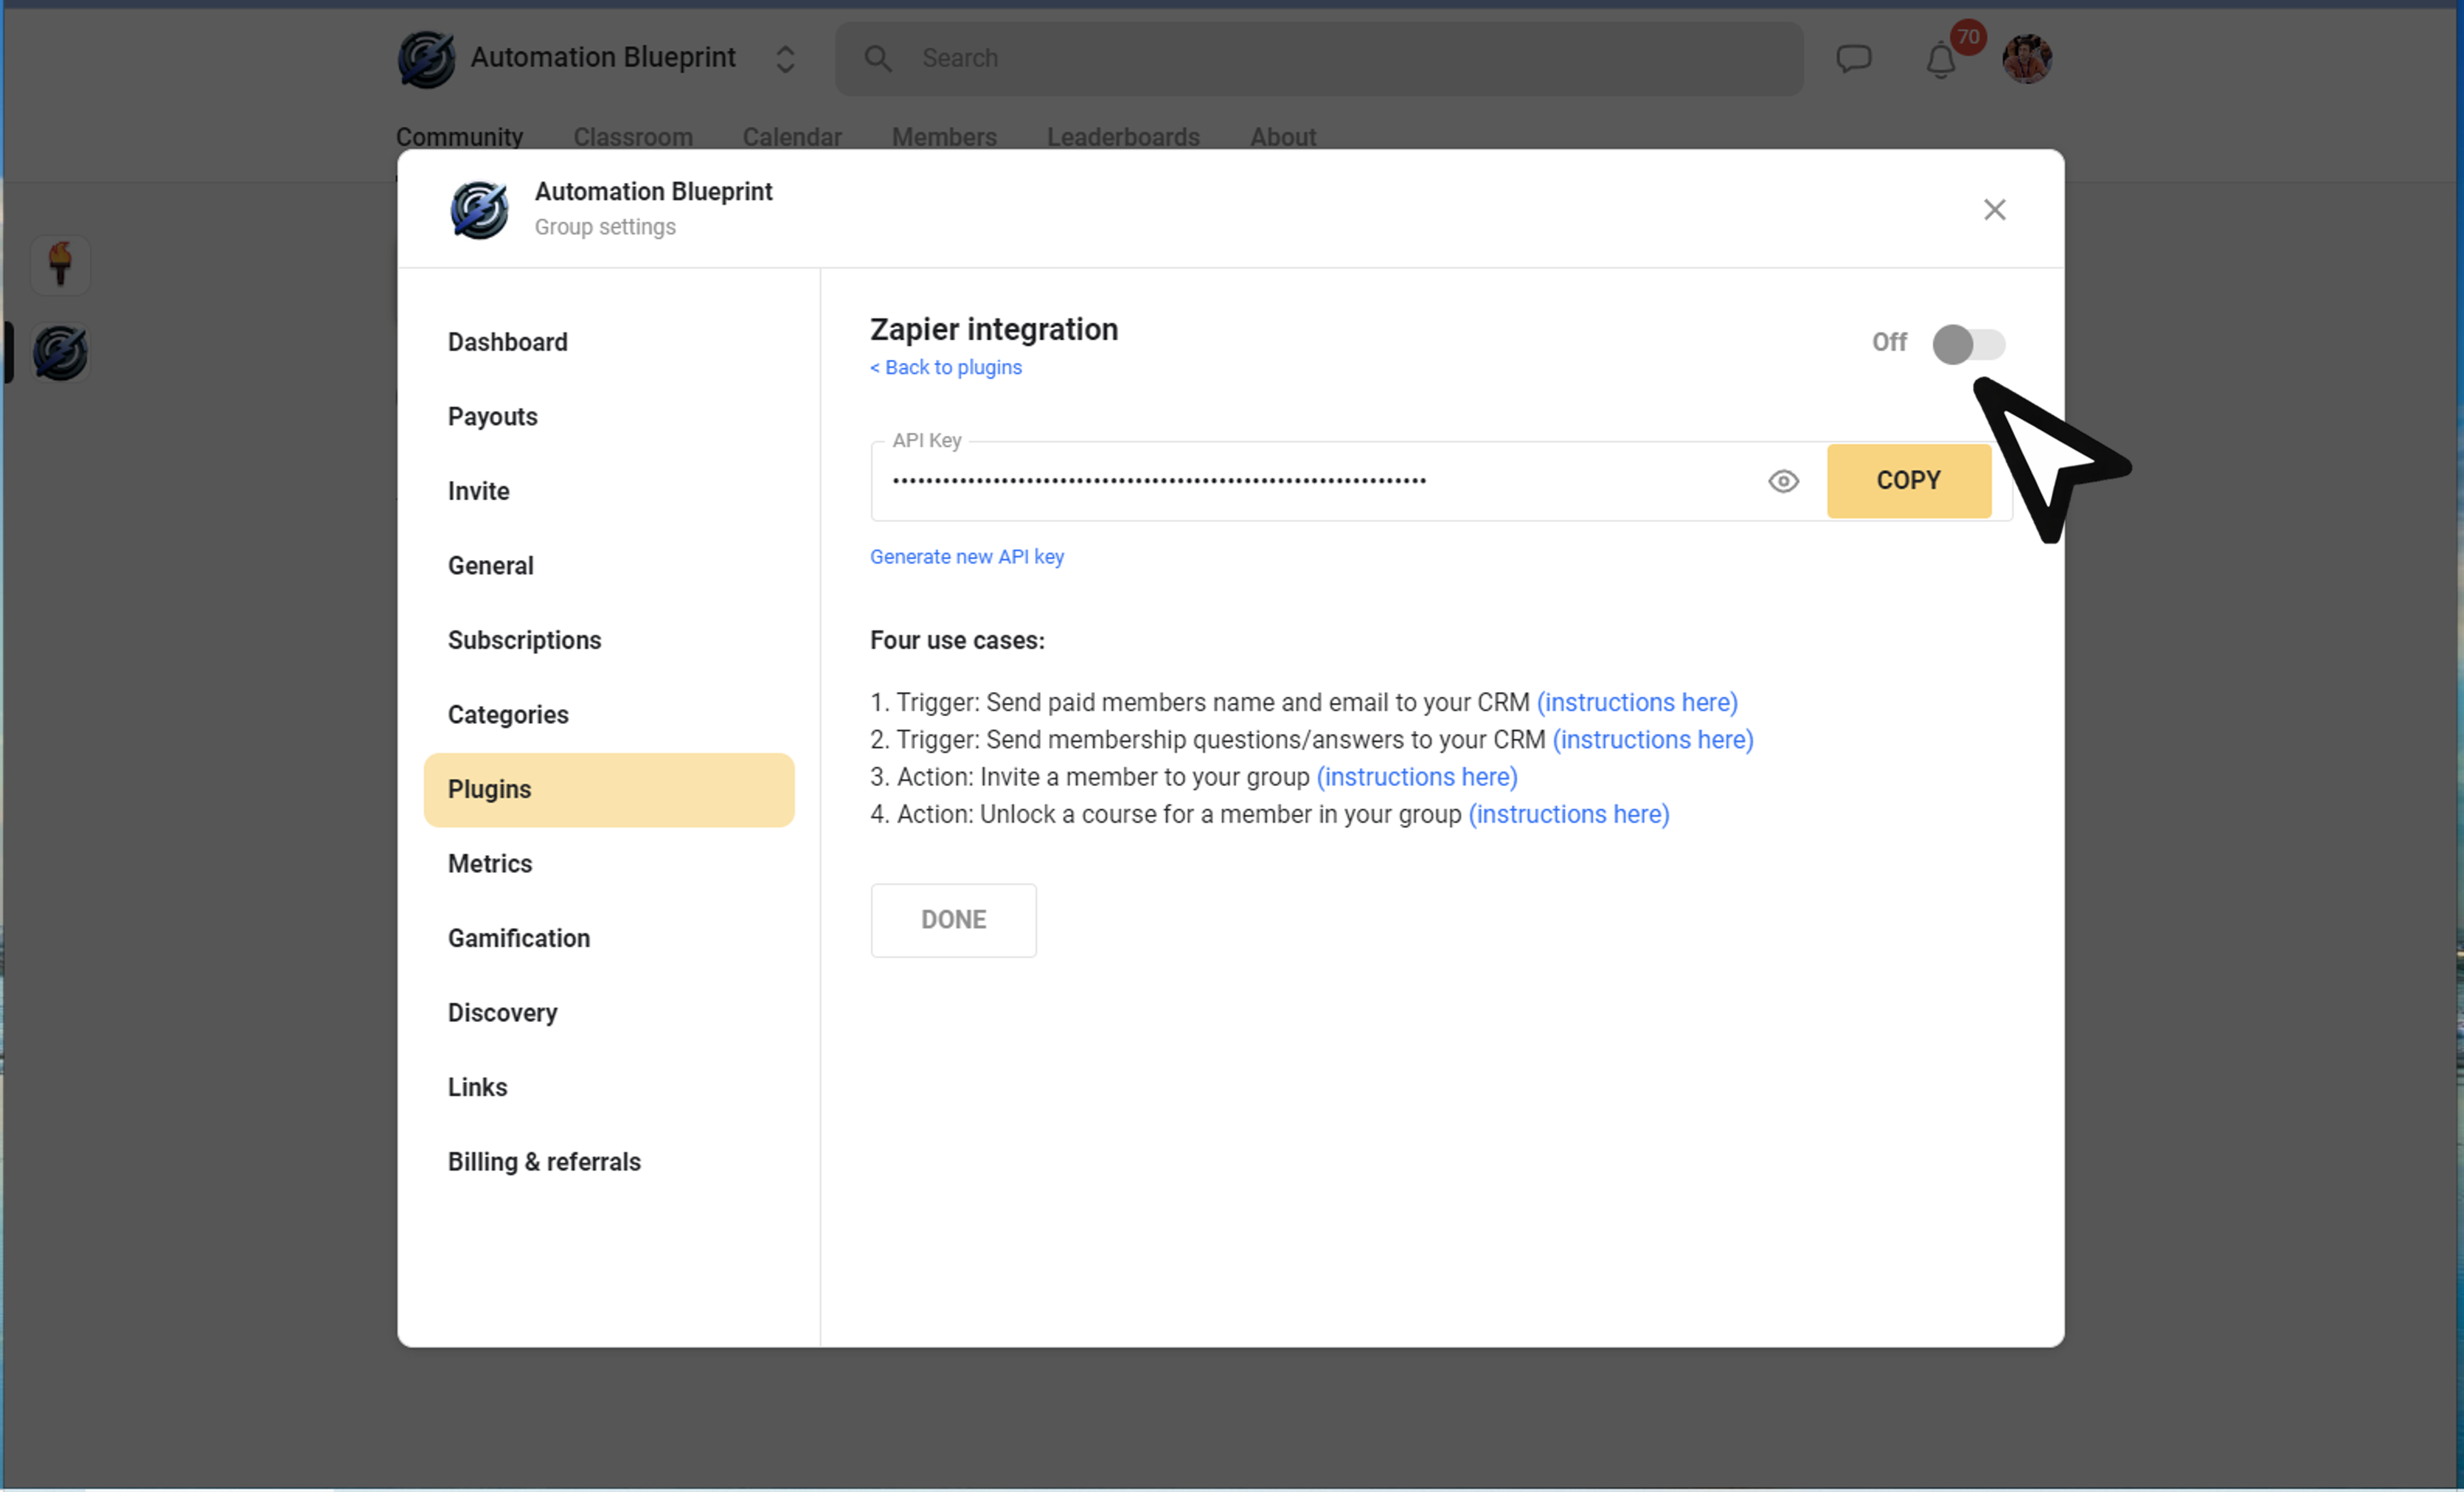 Automation Blueprint
Search
70
Community Classroom Calendar Members Leaderboards About
Automation Blueprint
Group settings
Dashboard
Payouts
Invite
General
Subscriptions
Categories
Plugins
Metrics
Gamification
Discovery
Links
Billing & referrals
Zapier integration
Off
< Back to plugins
API Key
••••••••••••••••••••••••••••••••••••••••••••••••••••••••••••••••
COPY
Generate new API key
Four use cases:
1. Trigger: Send paid members name and email to your CRM (instructions here)
2. Trigger: Send membership questions/answers to your CRM (instructions here)
3. Action: Invite a member to your group (instructions here)
4. Action: Unlock a course for a member in your group (instructions here)
DONE